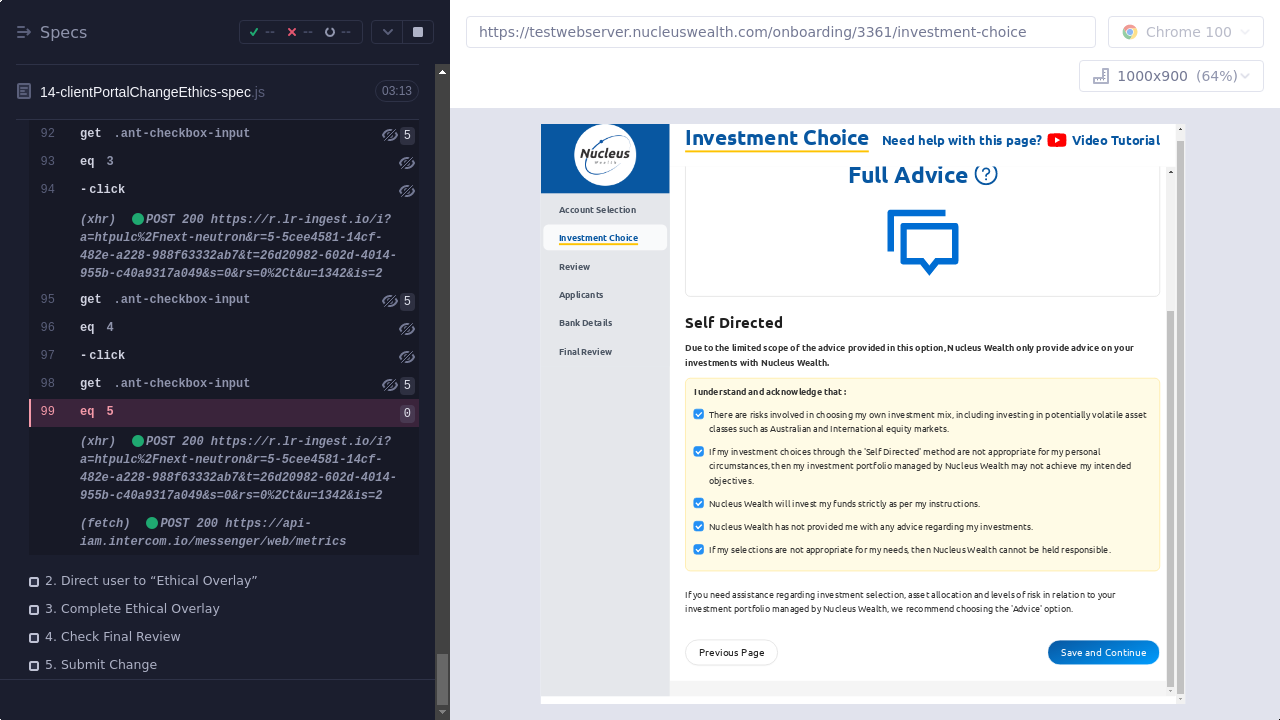 Specs
--
--
--
14-clientPortalChangeEthics-spec.js
03:13
92 get .ant-checkbox-input 5
93 eq 3
94 -click
(xhr) POST 200 https://r.lr-ingest.io/i?
a=htpulc%2Fnext-neutron&r=5-5cee4581-14cf-
482e-a228-988f63332ab7&t=26d20982-602d-4014-
955b-c40a9317a049&s=0&rs=0%2Ct&u=1342&is=2
95 get .ant-checkbox-input 5
96 eq 4
97 -click
98 get .ant-checkbox-input 5
99 eq 5 0
(xhr) POST 200 https://r.lr-ingest.io/i?
a=htpulc%2Fnext-neutron&r=5-5cee4581-14cf-
482e-a228-988f63332ab7&t=26d20982-602d-4014-
955b-c40a9317a049&s=0&rs=0%2Ct&u=1342&is=2
(fetch) POST 200 https://api-
iam.intercom.io/messenger/web/metrics
2. Direct user to “Ethical Overlay”
3. Complete Ethical Overlay
4. Check Final Review
5. Submit Change
https://testwebserver.nucleuswealth.com/onboarding/3361/investment-choice
Chrome 100
1000x900 (64%)
Nucleus
Wealth
Account Selection
Investment Choice
Review
Applicants
Bank Details
Final Review
Investment Choice
Need help with this page? Video Tutorial
Full Advice
Self Directed
Due to the limited scope of the advice provided in this option, Nucleus Wealth only provide advice on your
investments with Nucleus Wealth.
I understand and acknowledge that :
There are risks involved in choosing my own investment mix, including investing in potentially volatile asset
classes such as Australian and International equity markets.
If my investment choices through the 'Self Directed' method are not appropriate for my personal
circumstances, then my investment portfolio managed by Nucleus Wealth may not achieve my intended
objectives.
Nucleus Wealth will invest my funds strictly as per my instructions.
Nucleus Wealth has not provided me with any advice regarding my investments.
If my selections are not appropriate for my needs, then Nucleus Wealth cannot be held responsible.
If you need assistance regarding investment selection, asset allocation and levels of risk in relation to your
investment portfolio managed by Nucleus Wealth, we recommend choosing the 'Advice' option.
Previous Page
Save and Continue